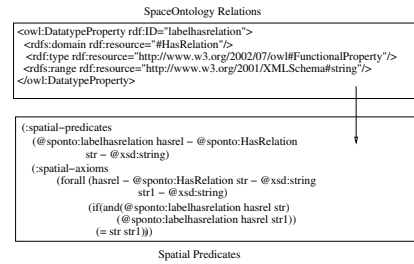 SpaceOntology Relations
<owl:DatatypeProperty rdf:ID="labelhasrelation">
<rdfs:domain rdf:resource="#HasRelation"/>
<rdf:type rdf:resource="http://www.w3.org/2002/07/owl#FunctionalProperty"/>
<rdfs:range rdf:resource="http://www.w3.org/2001/XMLSchema#string"/>
</owl:DatatypeProperty>
(:spatial−predicates
(@sponto:labelhasrelation hasrel − @sponto:HasRelation
str − @xsd:string)
(:spatial−axioms
(forall (hasrel − @sponto:HasRelation str − @xsd:string
str1 − @xsd:string)
(if(and(@sponto:labelhasrelation hasrel str)
(@sponto:labelhasrelation hasrel str1))
(= str str1)))
Spatial Predicates